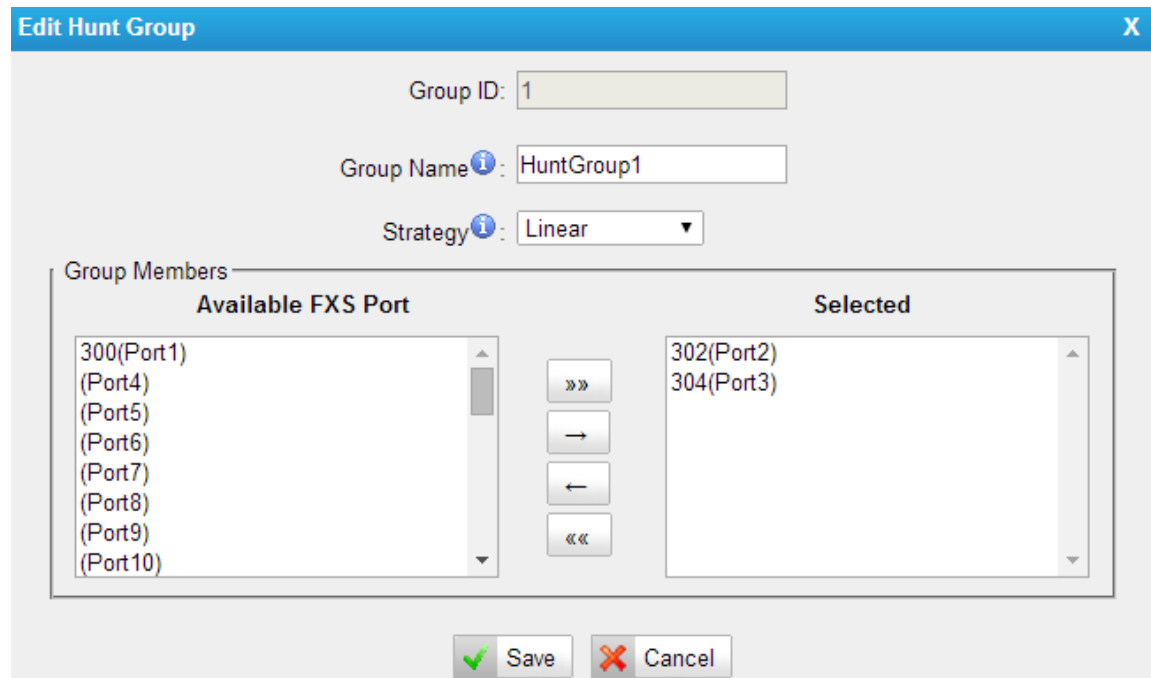 Edit Hunt Group X
Group ID: 1
Group Name i : HuntGroup1
Strategy i : Linear ▼
Group Members
Available FXS Port Selected
300(Port1) 302(Port2)
(Port4) 304(Port3)
(Port5)
(Port6)
(Port7)
(Port8)
(Port9)
(Port10)
»»
→
←
««
Save Cancel